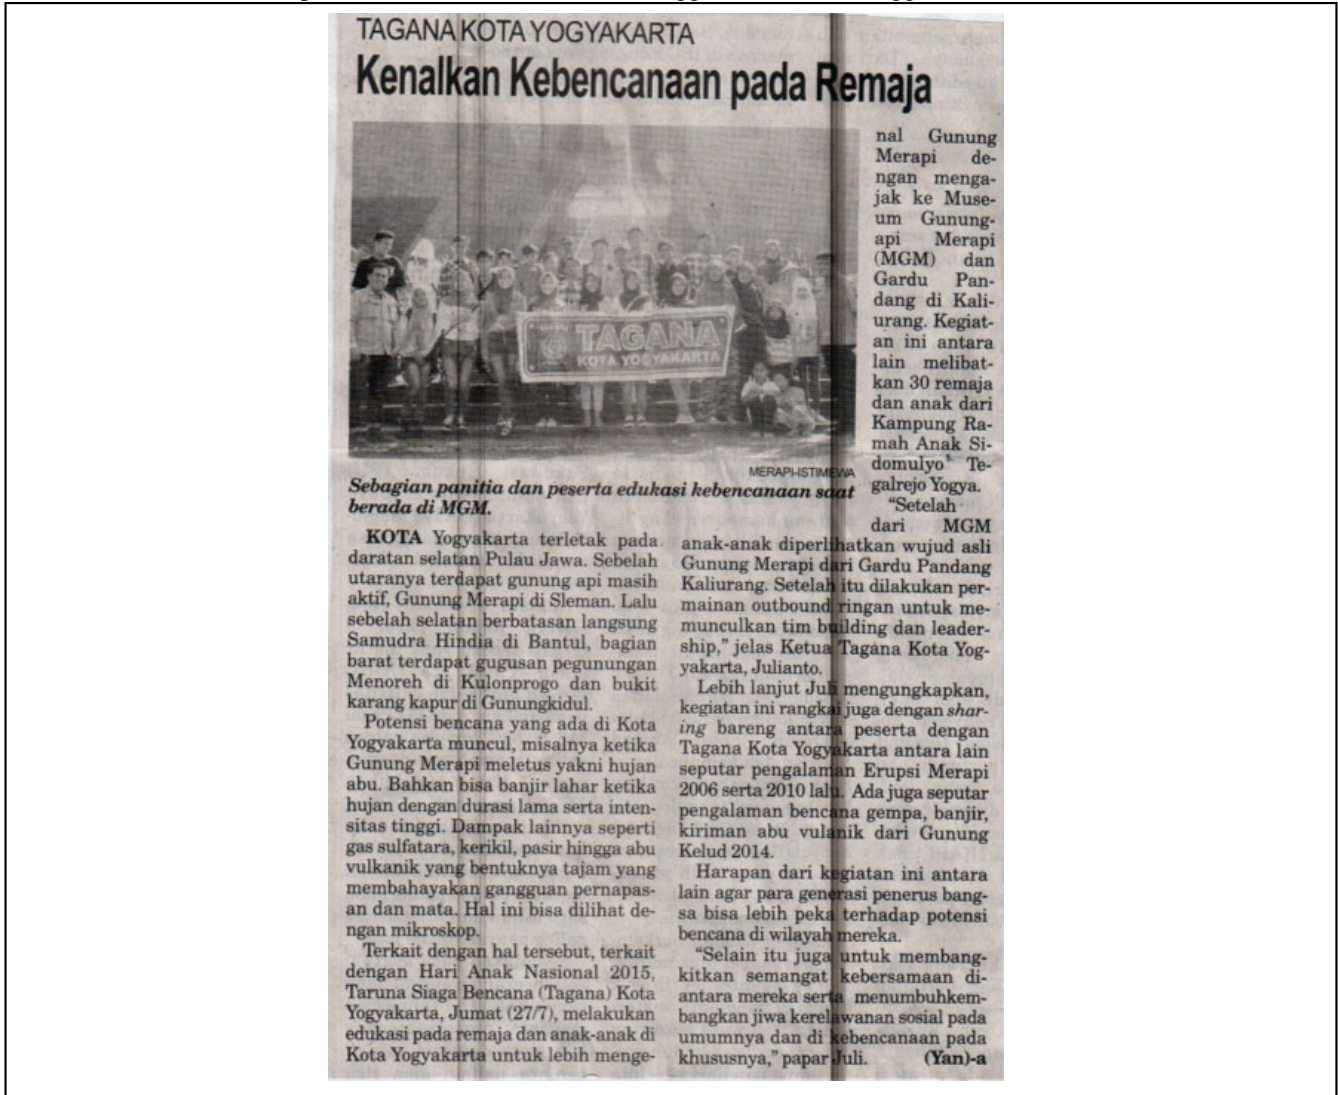 TAGANA KOTA YOGYAKARTA
Kenalkan Kebencanaan pada Remaja
TAGANA
KOTA YOGYAKARTA
MERAPI-ISTIMEWA
Sebagian panitia dan peserta edukasi kebencanaan saat
berada di MGM.
KOTA Yogyakarta terletak pada
daratan selatan Pulau Jawa. Sebelah
utaranya terdapat gunung api masih
aktif, Gunung Merapi di Sleman. Lalu
sebelah selatan berbatasan langsung
Samudra Hindia di Bantul, bagian
barat terdapat gugusan pegunungan
Menoreh di Kulonprogo dan bukit
karang kapur di Gunungkidul.
Potensi bencana yang ada di Kota
Yogyakarta muncul, misalnya ketika
Gunung Merapi meletus yakni hujan
abu. Bahkan bisa banjir lahar ketika
hujan dengan durasi lama serta inten-
sitas tinggi. Dampak lainnya seperti
gas sulfatara, kerikil, pasir hingga abu
vulkanik yang bentuknya tajam yang
membahayakan gangguan pernapas-
an dan mata. Hal ini bisa dilihat de-
ngan mikroskop.
Terkait dengan hal tersebut, terkait
dengan Hari Anak Nasional 2015,
Taruna Siaga Bencana (Tagana) Kota
Yogyakarta, Jumat (27/7), melakukan
edukasi pada remaja dan anak-anak di
Kota Yogyakarta untuk lebih menge-
nal Gunung
Merapi de-
ngan menga-
jak ke Muse-
um Gunung-
api Merapi
(MGM) dan
Gardu Pan-
dang di Kali-
urang. Kegiat-
an ini antara
lain melibat-
kan 30 remaja
dan anak dari
Kampung Ra-
mah Anak Si-
domulyo Te-
galrejo Yogya.
"Setelah
dari MGM
anak-anak diperlihatkan wujud asli
Gunung Merapi dari Gardu Pandang
Kaliurang. Setelah itu dilakukan per-
mainan outbound ringan untuk me-
munculkan tim building dan leader-
ship," jelas Ketua Tagana Kota Yog-
yakarta, Julianto.
Lebih lanjut Juli mengungkapkan,
kegiatan ini rangkai juga dengan shar-
ing bareng antara peserta dengan
Tagana Kota Yogyakarta antara lain
seputar pengalaman Erupsi Merapi
2006 serta 2010 lalu. Ada juga seputar
pengalaman bencana gempa, banjir,
kiriman abu vulanik dari Gunung
Kelud 2014.
Harapan dari kegiatan ini antara
lain agar para generasi penerus bang-
sa bisa lebih peka terhadap potensi
bencana di wilayah mereka.
"Selain itu juga untuk membang-
kitkan semangat kebersamaan di-
antara mereka serta menumbuhkem-
bangkan jiwa kerelawanan sosial pada
umumnya dan di kebencanaan pada
khususnya," papar Juli. (Yan)-a